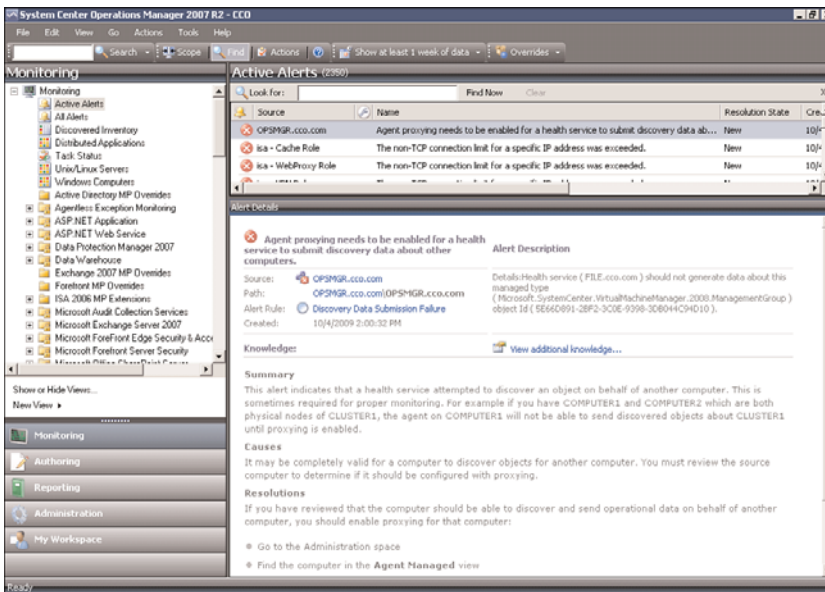 System Center Operations Manager 2007 R2 - CCO
File Edit View Go Actions Tools Help
Search Scope Find Actions Show at least 1 week of data Overrides
Monitoring
Monitoring
Active Alerts
All Alerts
Discovered Inventory
Distributed Applications
Task Status
Unix/Linux Servers
Windows Computers
Active Directory MP Overrides
Agentless Exception Monitoring
ASP.NET Application
ASP.NET Web Service
Data Protection Manager 2007
Data Warehouse
Exchange 2007 MP Overrides
Forefront MP Overrides
ISA 2006 MP Extensions
Microsoft Audit Collection Services
Microsoft Exchange Server 2007
Microsoft ForeFront Edge Security & Acce
Microsoft Forefront Server Security
Microsoft Office SharePoint Server
Show or Hide Views...
New View
Monitoring
Authoring
Reporting
Administration
My Workspace
Ready
Active Alerts (2350)
Look for: Find Now Clear X
Source Name Resolution State Cre...
OPSMGR.cco.com Agent proxying needs to be enabled for a health service to submit discovery data ab... New 10/4
isa - Cache Role The non-TCP connection limit for a specific IP address was exceeded. New 10/4
isa - WebProxy Role The non-TCP connection limit for a specific IP address was exceeded. New 10/4
Alert Details
Agent proxying needs to be enabled for a health
service to submit discovery data about other
computers.
Source: OPSMGR.cco.com
Path: OPSMGR.cco.com\OPSMGR.cco.com
Alert Rule: Discovery Data Submission Failure
Created: 10/4/2009 2:00:32 PM
Alert Description
Details:Health service ( FILE.cco.com ) should not generate data about this
managed type
( Microsoft.SystemCenter.VirtualMachineManager.2008.ManagementGroup )
object Id ( 5E66D891-2BF2-3C0E-9398-3DB044C94D10 ).
Knowledge: View additional knowledge...
Summary
This alert indicates that a health service attempted to discover an object on behalf of another computer. This is
sometimes required for proper monitoring. For example if you have COMPUTER1 and COMPUTER2 which are both
physical nodes of CLUSTER1, the agent on COMPUTER1 will not be able to send discovered objects about CLUSTER1
until proxying is enabled.
Causes
It may be completely valid for a computer to discover objects for another computer. You must review the source
computer to determine if it should be configured with proxying.
Resolutions
If you have reviewed that the computer should be able to discover and send operational data on behalf of another
computer, you should enable proxying for that computer:
Go to the Administration space
Find the computer in the Agent Managed view